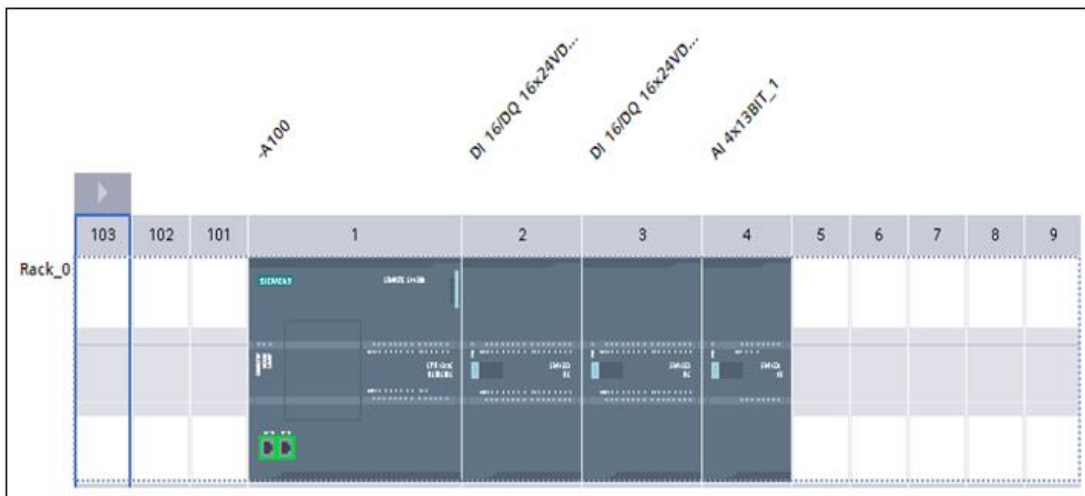 -A100
DI 16/DQ 16x24VD...
DI 16/DQ 16x24VD...
AI 4x13BIT_1
103 102 101 1 2 3 4 5 6 7 8 9
Rack_0
SIEMENS